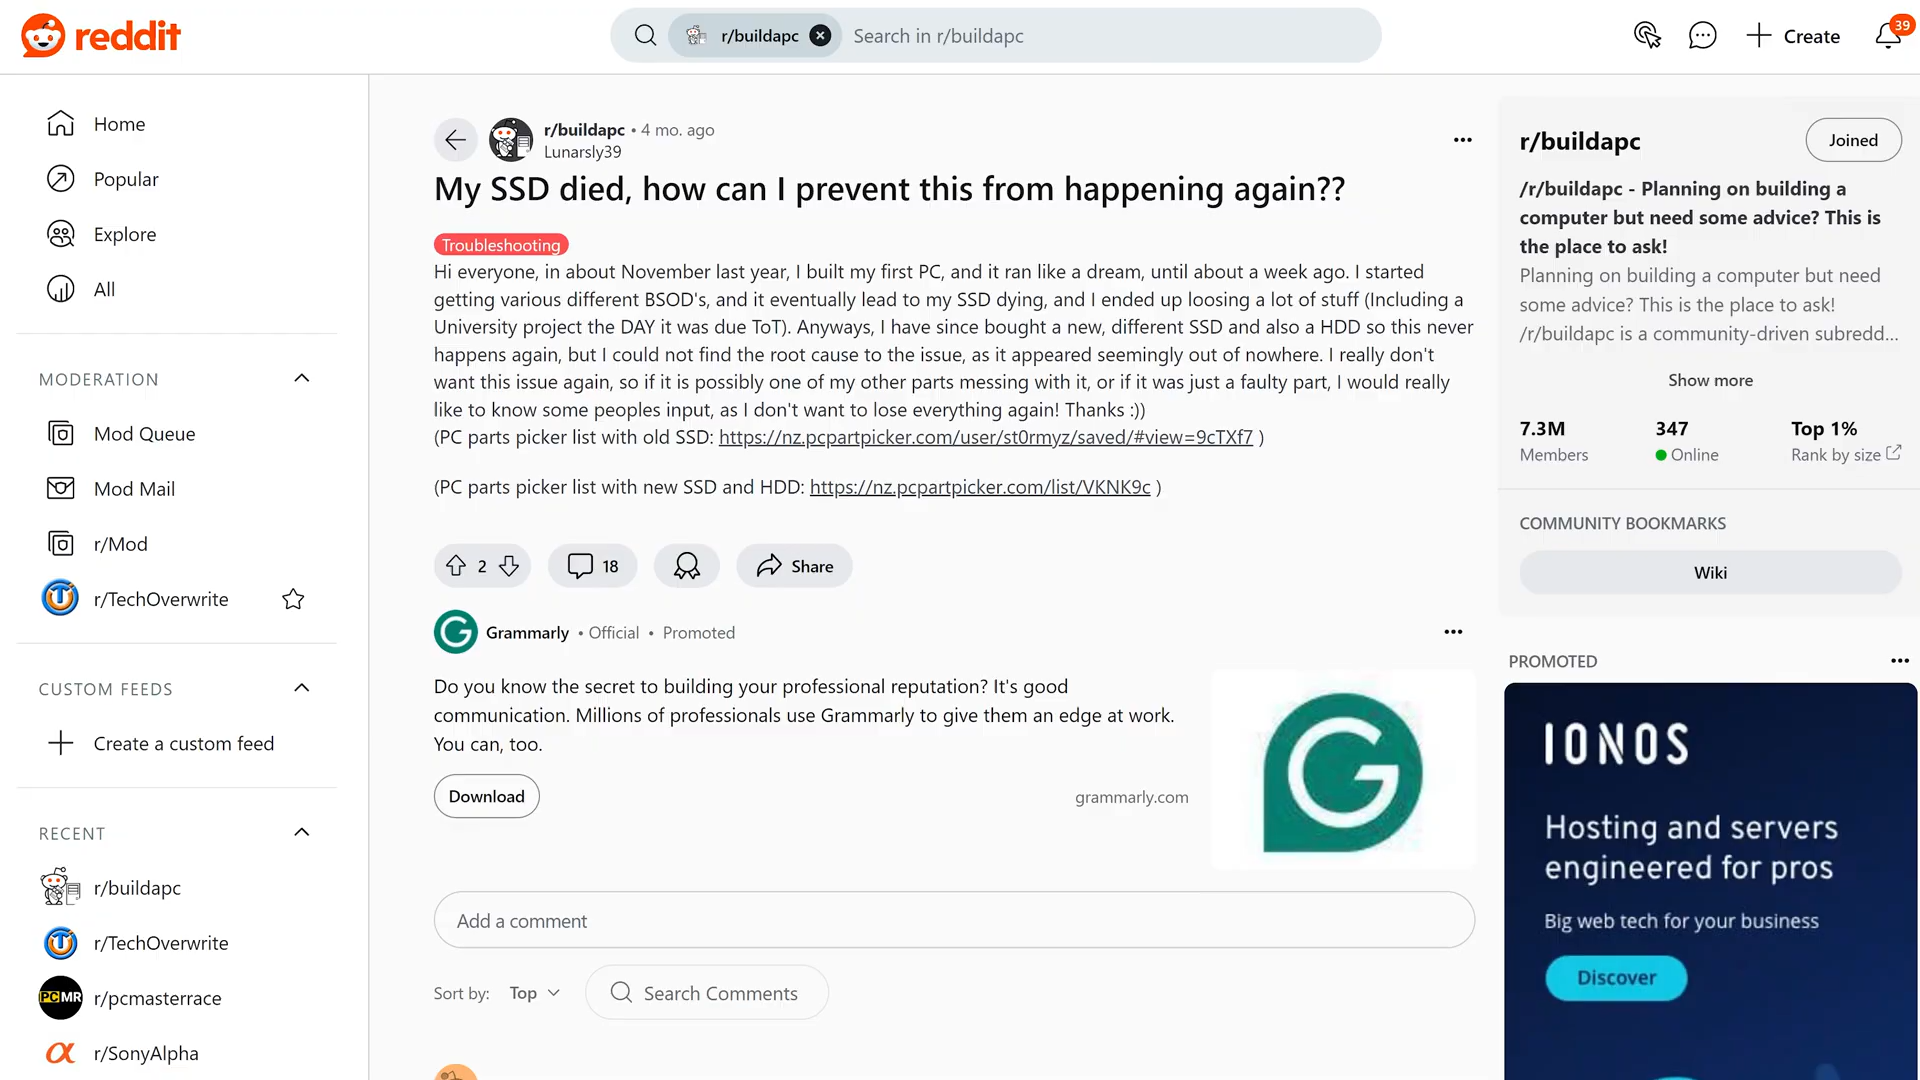 reddit
r/buildapc
Search in r/buildapc
Create
39
Home
Popular
Explore
All
MODERATION
Mod Queue
Mod Mail
r/Mod
r/TechOverwrite
CUSTOM FEEDS
Create a custom feed
RECENT
r/buildapc
r/TechOverwrite
PCMR
r/pcmasterrace
r/SonyAlpha
r/buildapc • 4 mo. ago
Lunarsly39
My SSD died, how can I prevent this from happening again??
Troubleshooting
Hi everyone, in about November last year, I built my first PC, and it ran like a dream, until about a week ago. I started
getting various different BSOD's, and it eventually lead to my SSD dying, and I ended up loosing a lot of stuff (Including a
University project the DAY it was due ToT). Anyways, I have since bought a new, different SSD and also a HDD so this never
happens again, but I could not find the root cause to the issue, as it appeared seemingly out of nowhere. I really don't
want this issue again, so if it is possibly one of my other parts messing with it, or if it was just a faulty part, I would really
like to know some peoples input, as I don't want to lose everything again! Thanks :))
(PC parts picker list with old SSD: https://nz.pcpartpicker.com/user/st0rmyz/saved/#view=9cTXf7 )
(PC parts picker list with new SSD and HDD: https://nz.pcpartpicker.com/list/VKNK9c )
2
18
Share
Grammarly • Official • Promoted
Do you know the secret to building your professional reputation? It's good
communication. Millions of professionals use Grammarly to give them an edge at work.
You can, too.
Download
grammarly.com
Add a comment
Sort by: Top
Search Comments
r/buildapc
Joined
/r/buildapc - Planning on building a
computer but need some advice? This is
the place to ask!
Planning on building a computer but need
some advice? This is the place to ask!
/r/buildapc is a community-driven subredd...
Show more
7.3M 347 Top 1%
Members Online Rank by size
COMMUNITY BOOKMARKS
Wiki
PROMOTED
IONOS
Hosting and servers
engineered for pros
Big web tech for your business
Discover